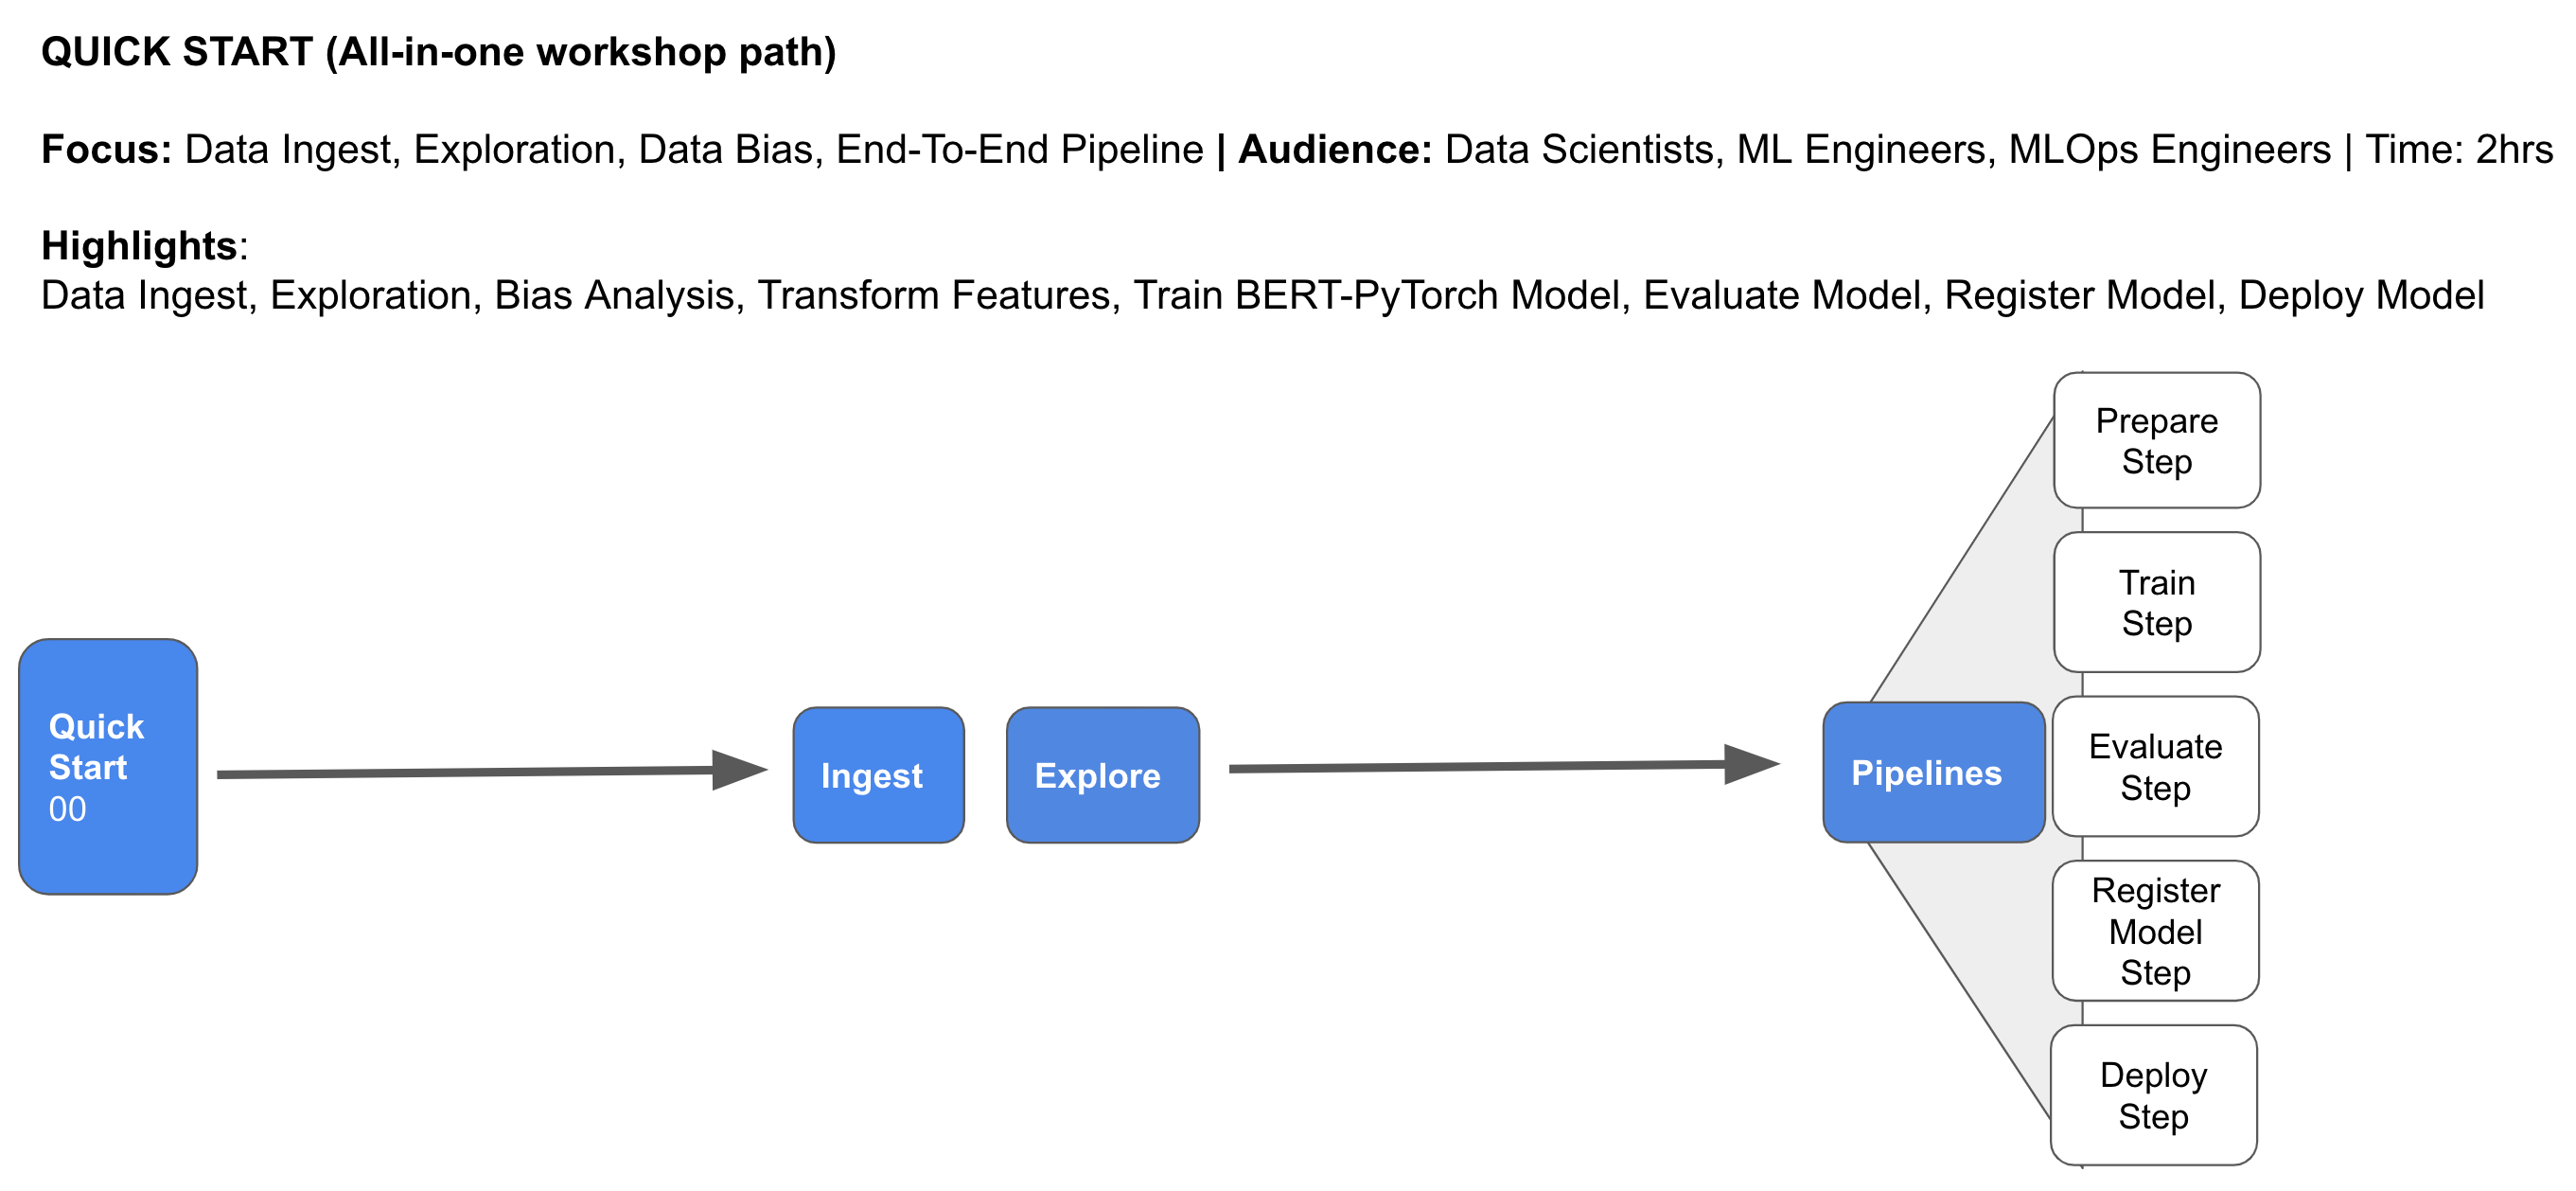 QUICK START (All-in-one workshop path)
Focus: Data Ingest, Exploration, Data Bias, End-To-End Pipeline | Audience: Data Scientists, ML Engineers, MLOps Engineers | Time: 2hrs
Highlights:
Data Ingest, Exploration, Bias Analysis, Transform Features, Train BERT-PyTorch Model, Evaluate Model, Register Model, Deploy Model
Quick
Start
00
Ingest
Explore
Pipelines
Prepare
Step
Train
Step
Evaluate
Step
Register
Model
Step
Deploy
Step